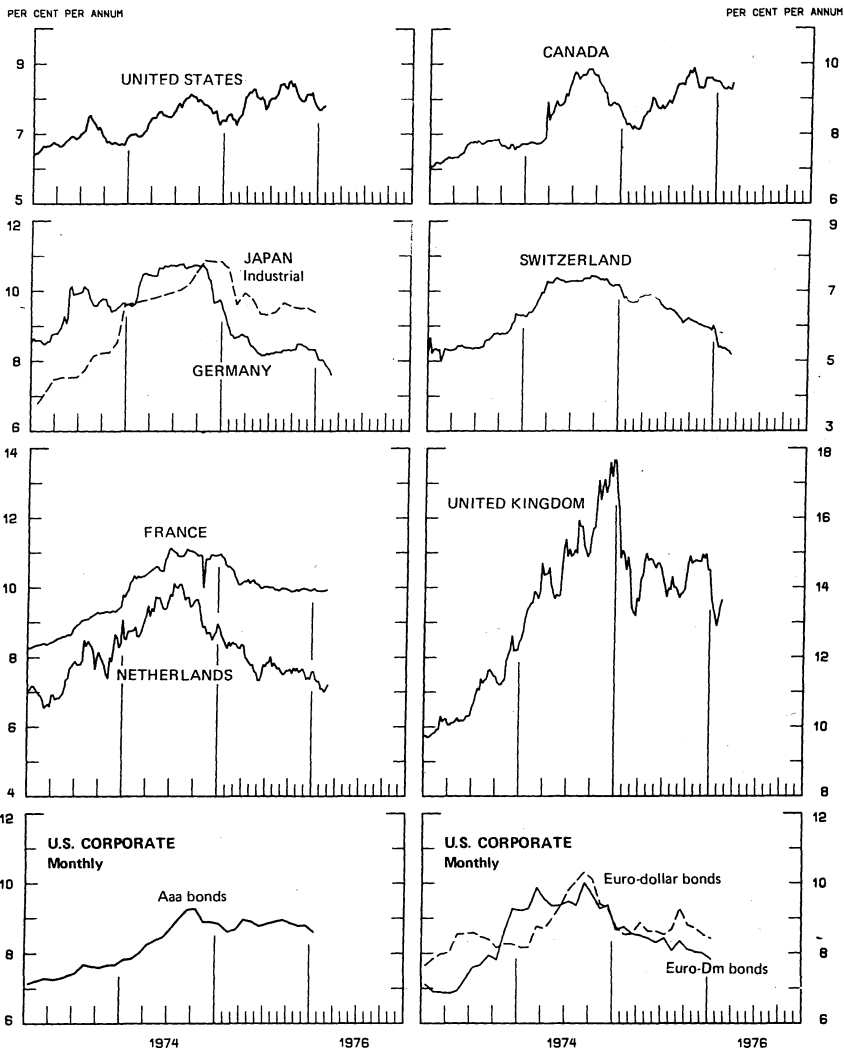 PER CENT PER ANNUM
PER CENT PER ANNUM
9
7
5
UNITED STATES
CANADA
10
8
6
12
10
8
6
JAPAN
Industrial
GERMANY
SWITZERLAND
9
7
5
3
14
12
10
8
6
4
FRANCE
NETHERLANDS
UNITED KINGDOM
18
16
14
12
10
8
12
10
8
6
U.S. CORPORATE
Monthly
Aaa bonds
U.S. CORPORATE
Monthly
Euro-dollar bonds
Euro-Dm bonds
12
10
8
6
1974
1976
1974
1976